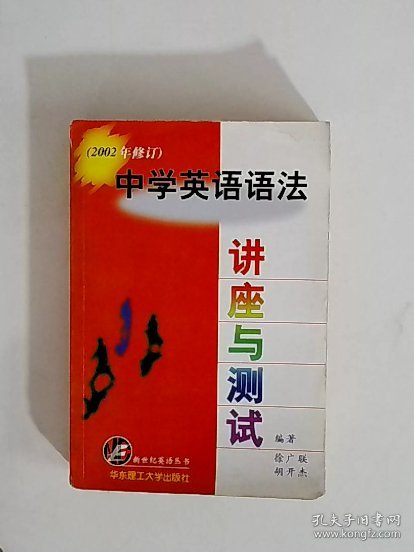 (2002年修订)
中学英语语法
讲座与测试
编著
徐广联
胡开杰
新世纪英语丛书
华东理工大学出版社
孔夫子旧书网
www.kongfz.com